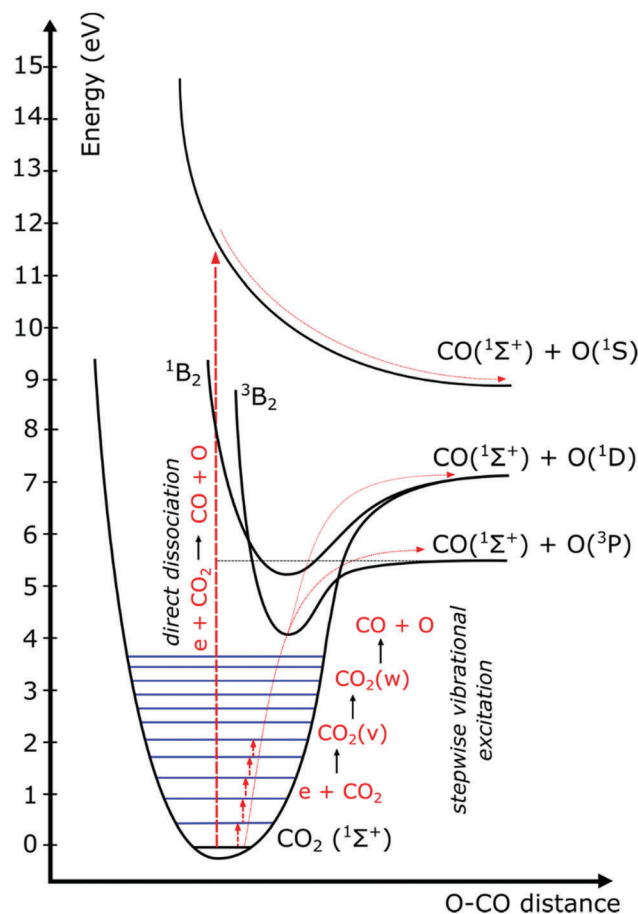 Energy (eV)
15
14
13
12
11
10
9
8
7
6
5
4
3
2
1
0
CO(¹Σ⁺) + O(¹S)
¹B₂
³B₂
CO(¹Σ⁺) + O(¹D)
CO(¹Σ⁺) + O(³P)
direct dissociation
e + CO₂ → CO + O
CO + O
CO₂(w)
CO₂(v)
e + CO₂
stepwise vibrational
excitation
CO₂ (¹Σ⁺)
O-CO distance